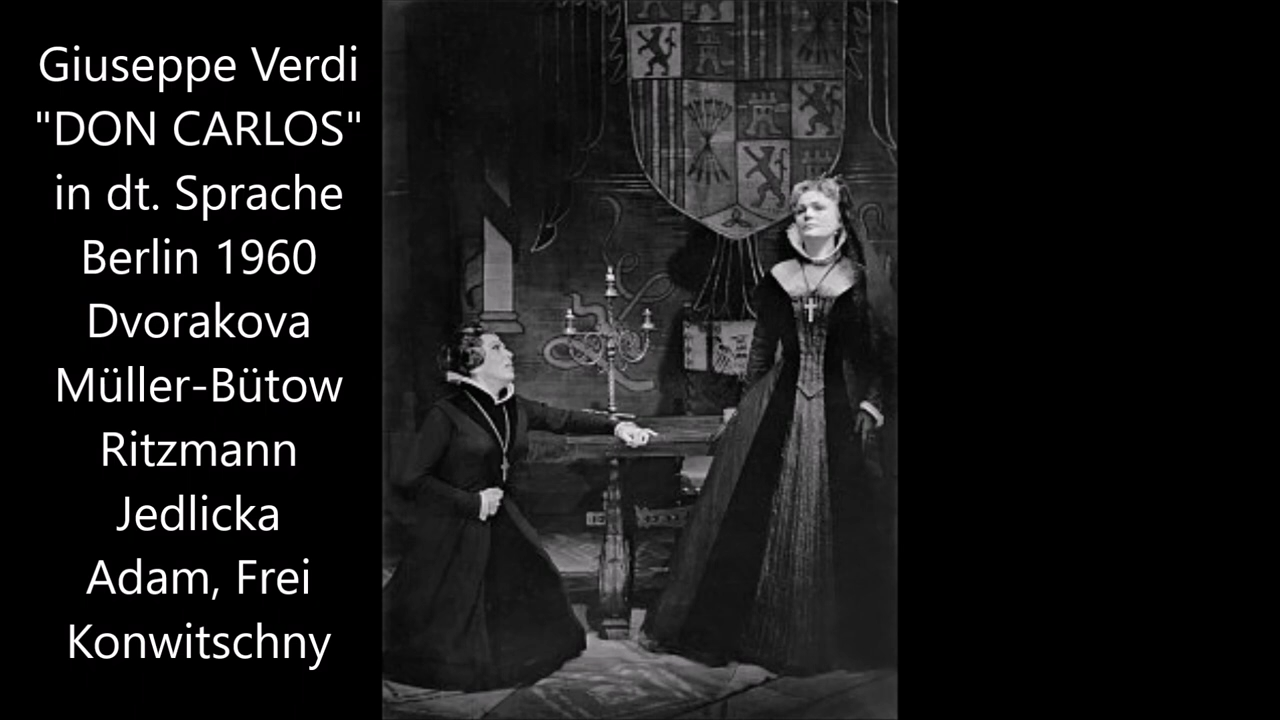 Giuseppe Verdi
"DON CARLOS"
in dt. Sprache
Berlin 1960
Dvorakova
Müller-Bütow
Ritzmann
Jedlicka
Adam, Frei
Konwitschny